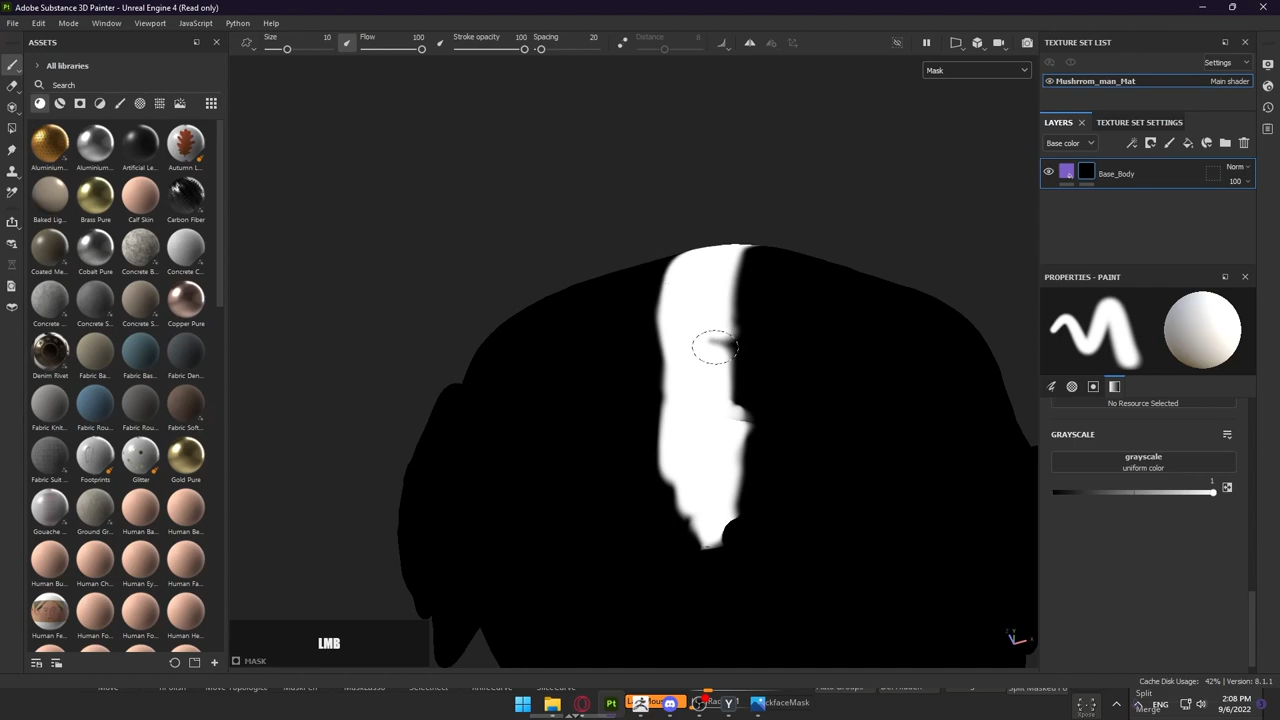 Adobe Substance 3D Painter - Unreal Engine 4 (Read only)
File Edit Mode Window Viewport JavaScript Python Help
ASSETS
All libraries
Search
Aluminium... Aluminium... Artificial Le... Autumn L...
Baked Lig... Brass Pure Calf Skin Carbon Fiber
Coated Me... Cobalt Pure Concrete B... Concrete C...
Concrete ... Concrete S... Concrete S... Copper Pure
Denim Rivet Fabric Ba... Fabric Bas... Fabric Den...
Fabric Knit... Fabric Rou... Fabric Rou... Fabric Soft...
Fabric Suit ... Footprints Glitter Gold Pure
Gouache ... Ground Gr... Human Ba... Human Be...
Human Bu... Human Ch... Human Ey... Human Fa...
Human Fe... Human Fo... Human Fo... Human He...
Size 10 Flow 100 Stroke opacity 100 Spacing 20 Distance 8
Mask
LMB
MASK
TEXTURE SET LIST
Settings
Mushrrom_man_Mat Main shader
LAYERS TEXTURE SET SETTINGS
Base color
Base_Body Norm
100
PROPERTIES - PAINT
No Resource Selected
GRAYSCALE
grayscale
uniform color
1
Cache Disk Usage: 42% | Version: 8.1.1
Split
Merge
Xpose
ckfaceMask
5:08 PM
9/6/2022